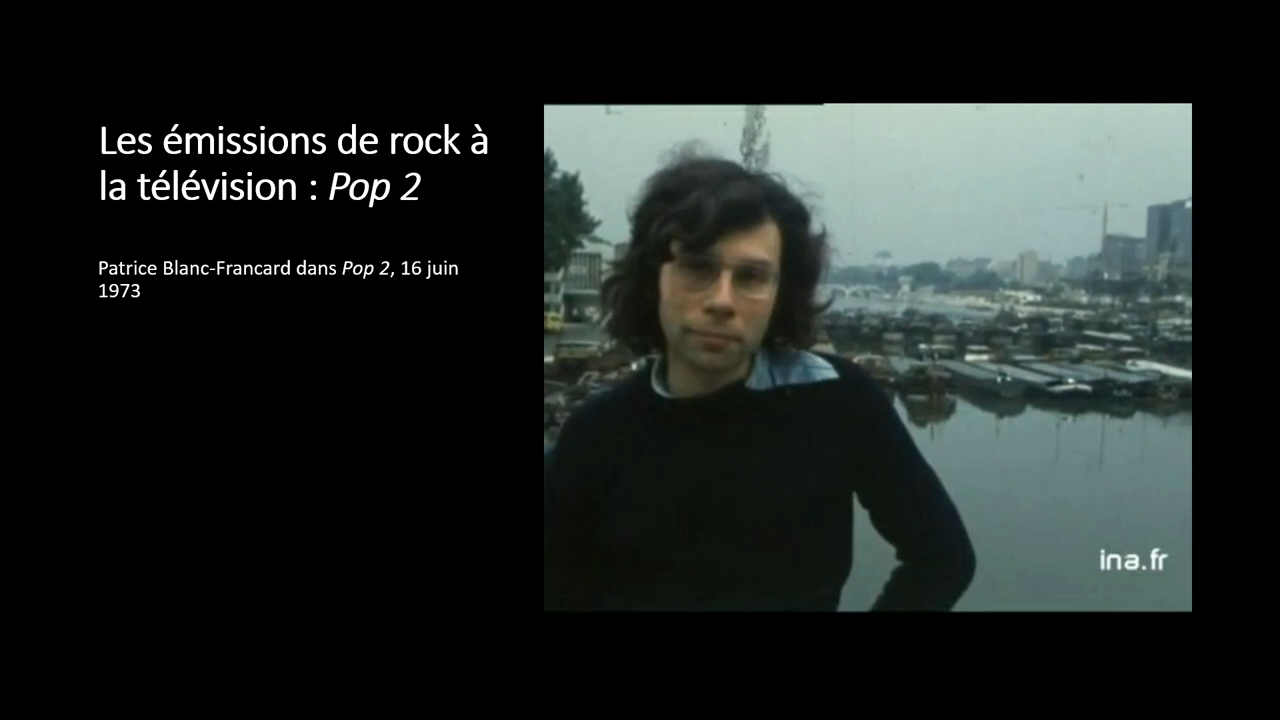 Les émissions de rock à
la télévision : Pop 2
Patrice Blanc-Francard dans Pop 2, 16 juin
1973
ina.fr